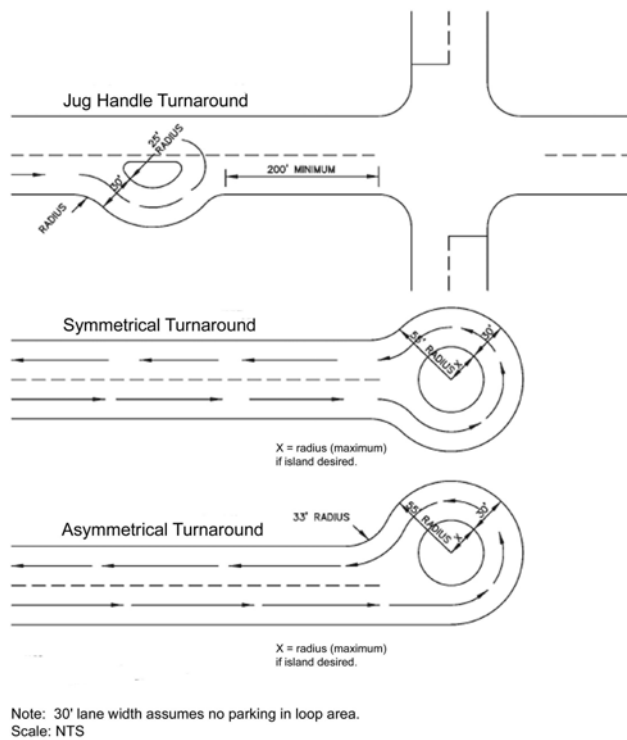 Jug Handle Turnaround
25' RADIUS
30'
RADIUS
200' MINIMUM
Symmetrical Turnaround
55' RADIUS
X
30'
X = radius (maximum)
if island desired.
33' RADIUS
Asymmetrical Turnaround
55' RADIUS
X
30'
X = radius (maximum)
if island desired.
Note: 30' lane width assumes no parking in loop area.
Scale: NTS